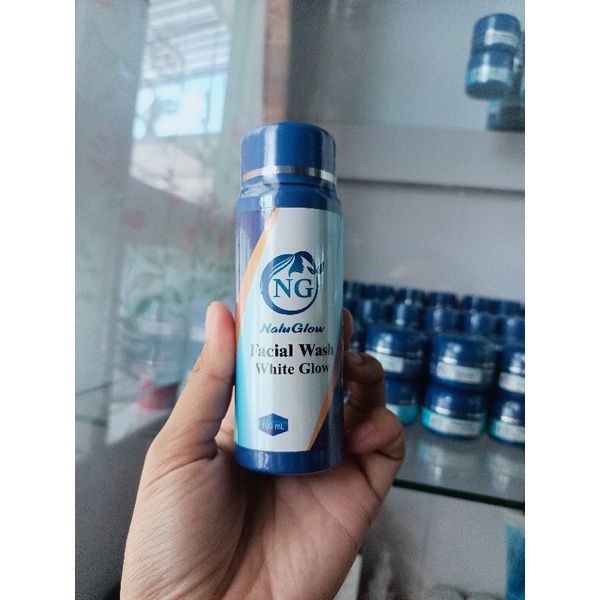 NG
NaluGlow
Facial Wash
White Glow
100 mL